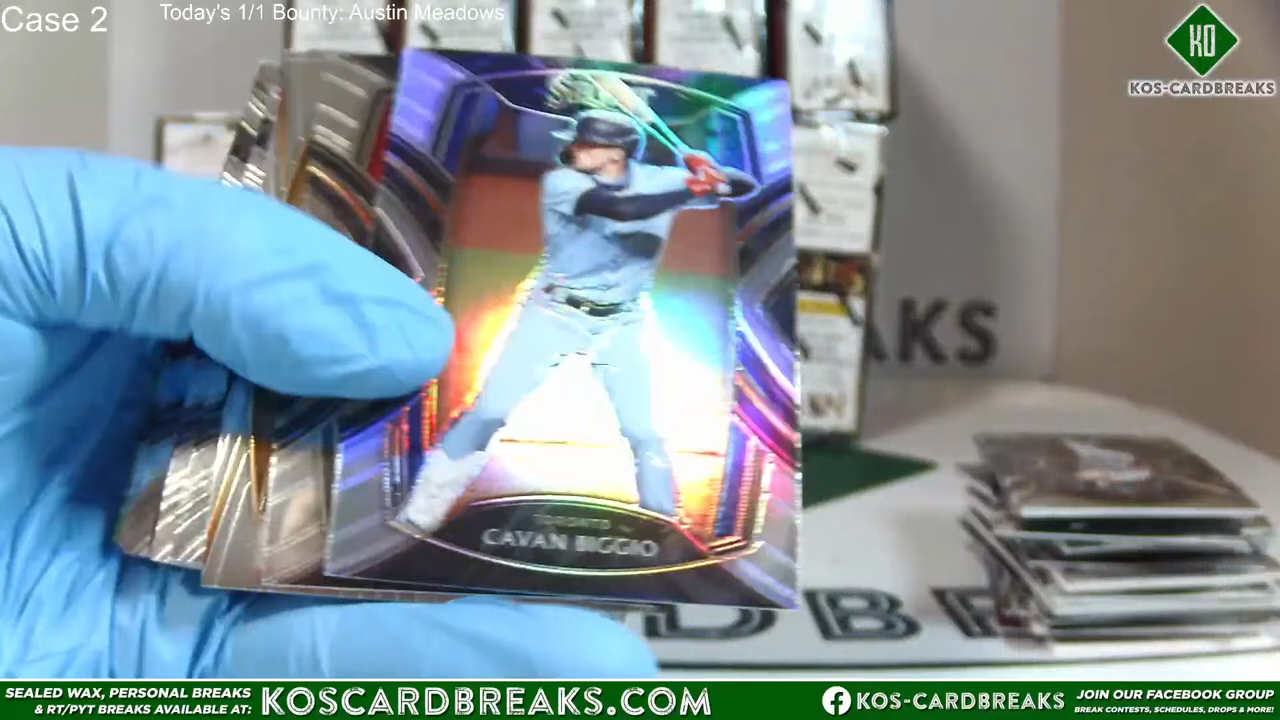 Case 2
Today's 1/1 Bounty: Austin Meadows
KO
KOS-CARDBREAKS
TORONTO
CAVAN BIGGIO
AKS
DBR
SEALED WAX, PERSONAL BREAKS
& RT/PYT BREAKS AVAILABLE AT:
KOSCARDBREAKS.COM
KOS-CARDBREAKS
JOIN OUR FACEBOOK GROUP
BREAK CONTESTS, SCHEDULES, DROPS & MORE!